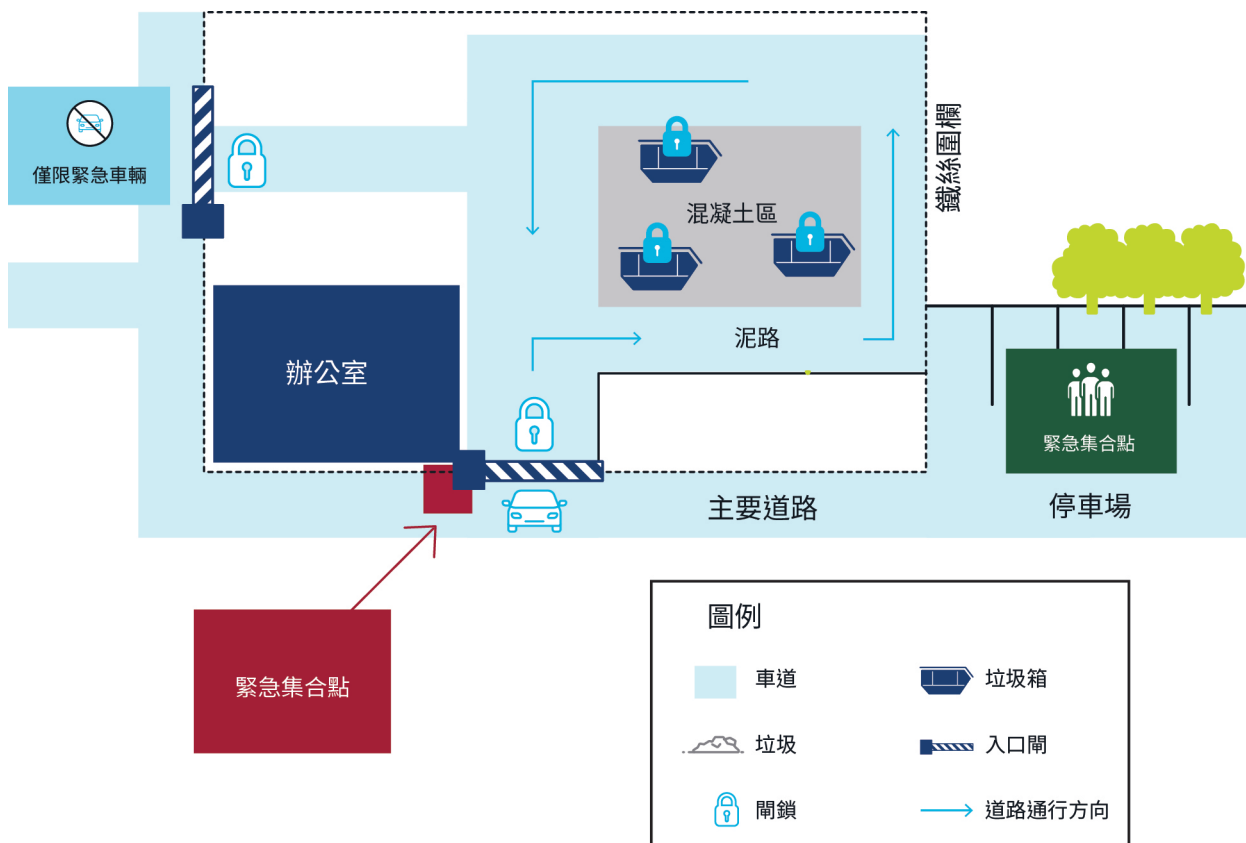 僅限緊急車輛
鐵絲圍欄
混凝土區
泥路
辦公室
緊急集合點
主要道路
停車場
緊急集合點
圖例
車道
垃圾箱
垃圾
入口閘
閘鎖
道路通行方向